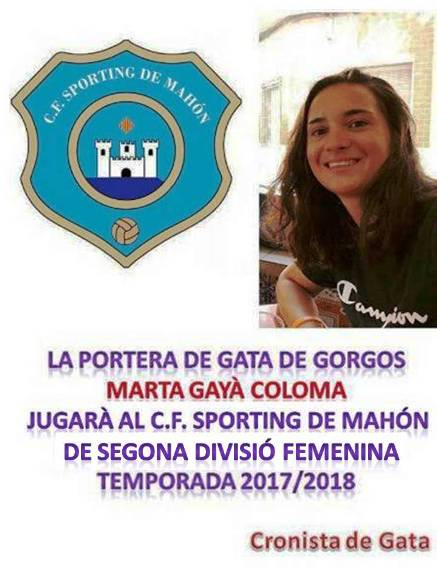 C.F. SPORTING DE MAHÓN
Campion
LA PORTERA DE GATA DE GORGOS
MARTA GAYÀ COLOMA
JUGARÀ AL C.F. SPORTING DE MAHÓN
DE SEGONA DIVISIÓ FEMENINA
TEMPORADA 2017/2018
Cronista de Gata